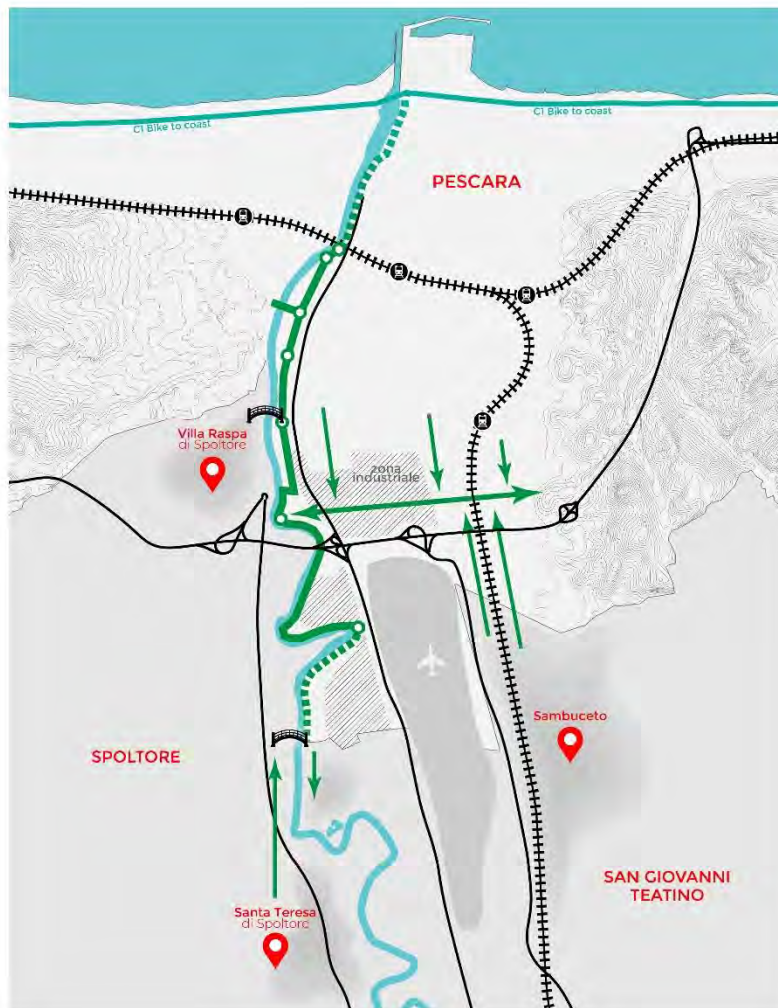 C1 Bike to coast
C1 Bike to coast
PESCARA
Villa Raspa
di Spoltore
zona
industriale
Sambuceto
SPOLTORE
SAN GIOVANNI
TEATINO
Santa Teresa
di Spoltore